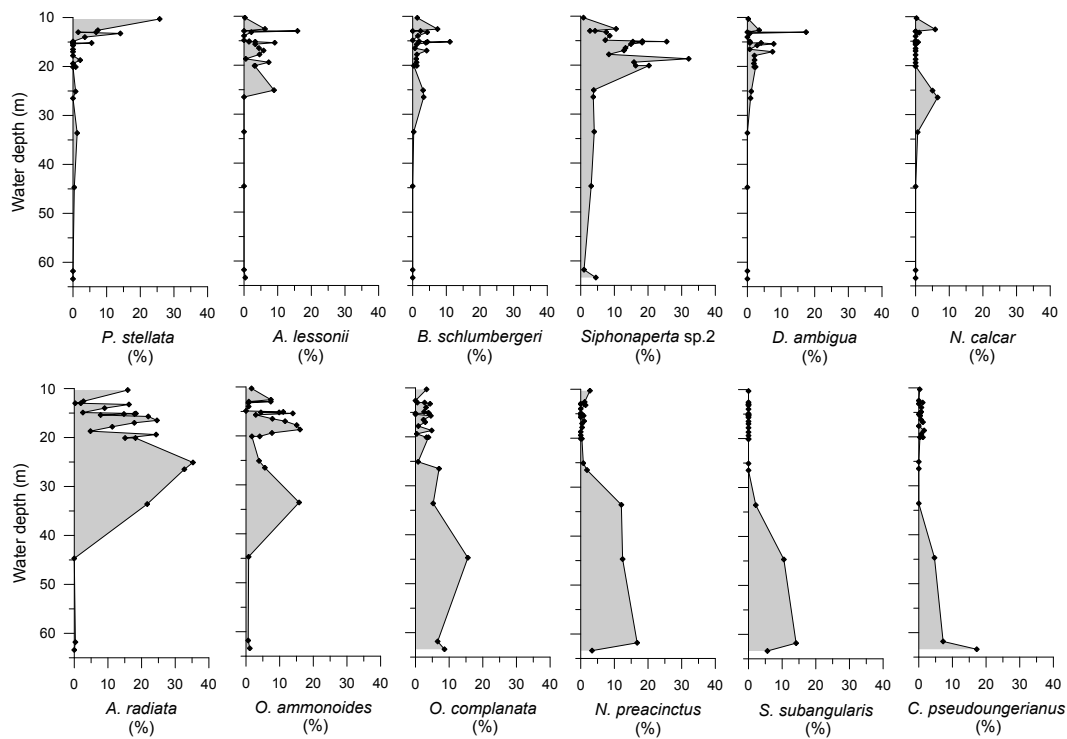 Water depth (m)
10
20
30
40
50
60
0 10 20 30 40 0 10 20 30 40 0 10 20 30 40 0 10 20 30 40 0 10 20 30 40 0 10 20 30 40
P. stellata A. lessonii B. schlumbergeri Siphonaperta sp.2 D. ambigua N. calcar
(%) (%) (%) (%) (%) (%)
Water depth (m)
10
20
30
40
50
60
0 10 20 30 40 0 10 20 30 40 0 10 20 30 40 0 10 20 30 40 0 10 20 30 40 0 10 20 30 40
A. radiata O. ammonoides O. complanata N. preacinctus S. subangularis C. pseudoungerianus
(%) (%) (%) (%) (%) (%)